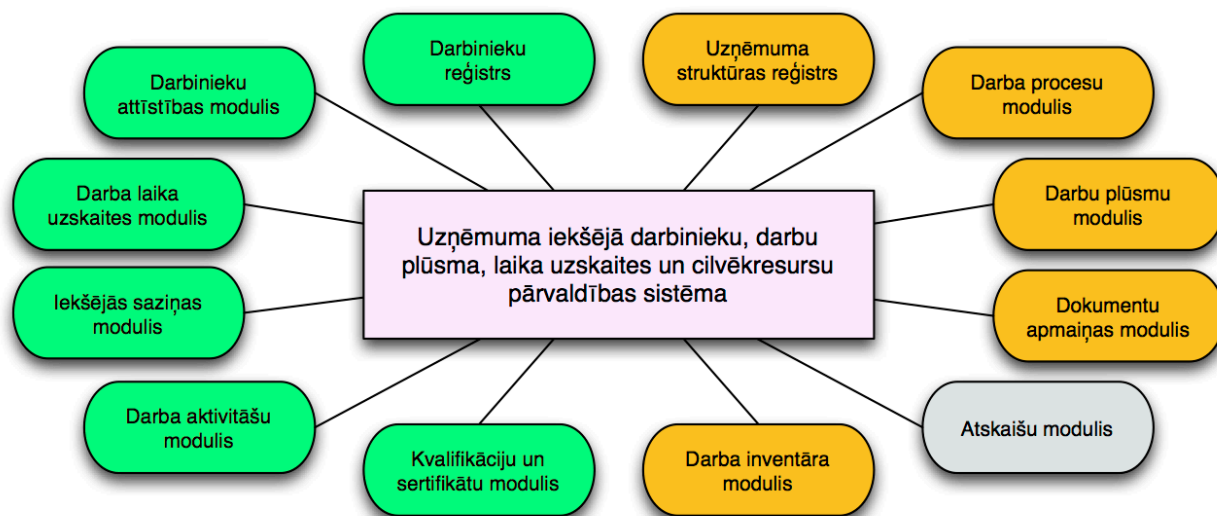 Darbinieku
reģistrs
Uzņēmuma
struktūras reģistrs
Darbinieku
attīstības modulis
Darba procesu
modulis
Darba laika
uzskaites modulis
Darbu plūsmu
modulis
Uzņēmuma iekšējā darbinieku, darbu
plūsma, laika uzskaites un cilvēkresursu
pārvaldības sistēma
Iekšējās saziņas
modulis
Dokumentu
apmaiņas modulis
Darba aktivitāšu
modulis
Atskaišu modulis
Kvalifikāciju un
sertifikātu modulis
Darba inventāra
modulis